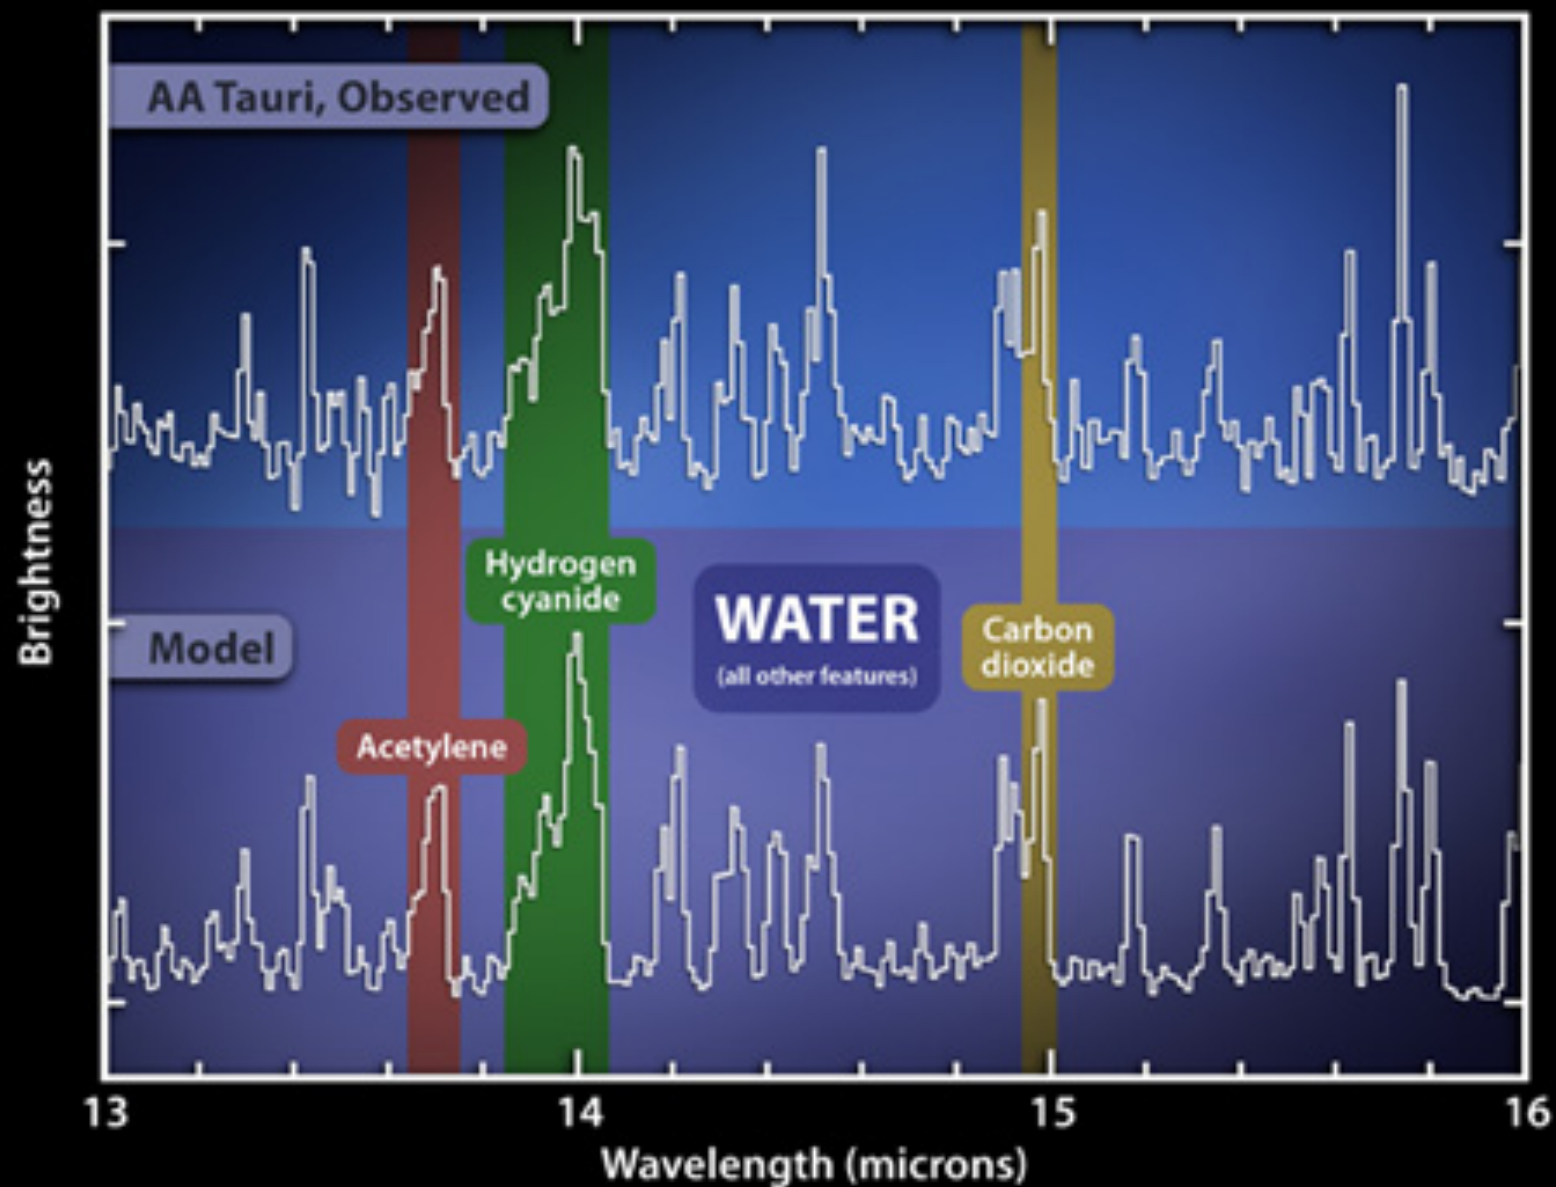 AA Tauri, Observed
Hydrogen
cyanide
WATER
(all other features)
Carbon
dioxide
Model
Acetylene
Brightness
13
14
15
16
Wavelength (microns)